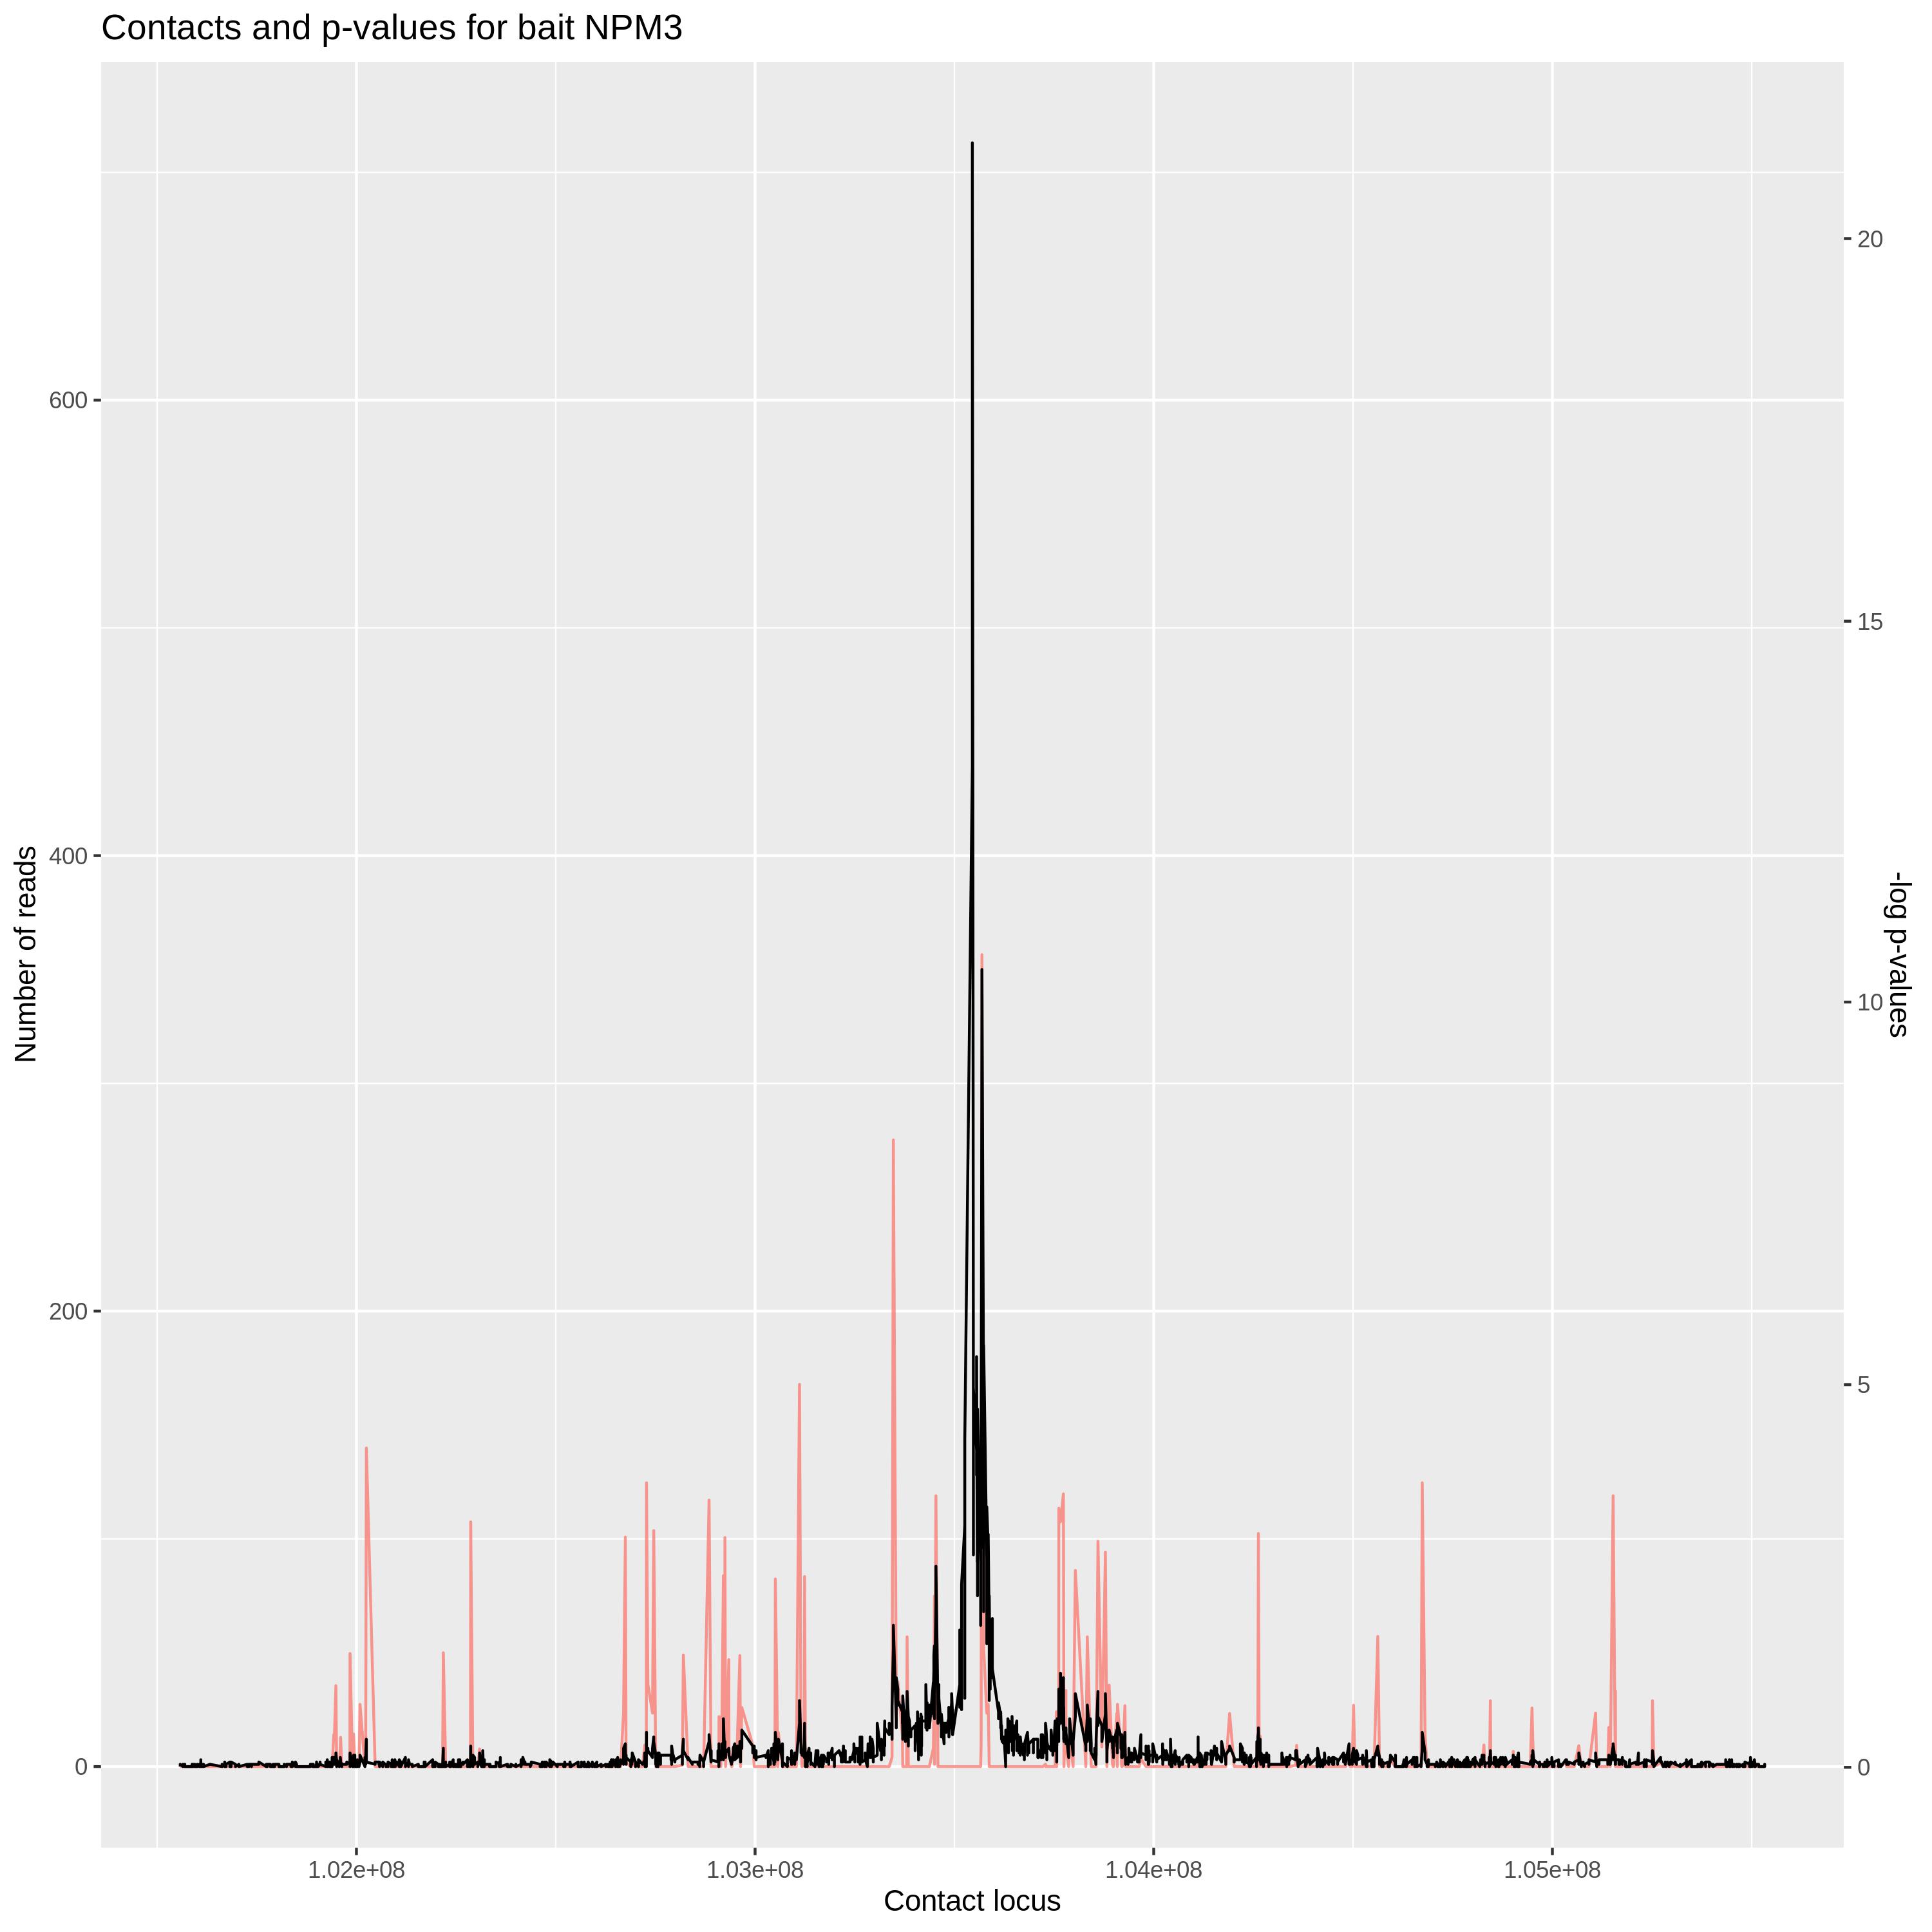 Contacts and p-values for bait NPM3
Number of reads
600
400
200
0
20
15
10
5
0
-log p-values
1.02e+08 1.03e+08 1.04e+08 1.05e+08
Contact locus